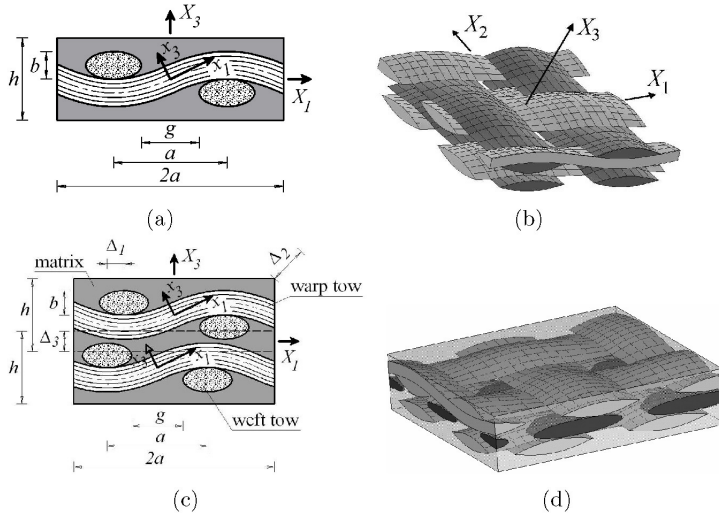 X3
h
b
x3
x1
X1
g
a
2a
(a)
X2
X3
X1
(b)
Δ1
X3
Δ2
matrix
warp tow
h
b
x3
x1
Δ3
X1
h
x3
x1
g
weft tow
a
2a
(c)
(d)